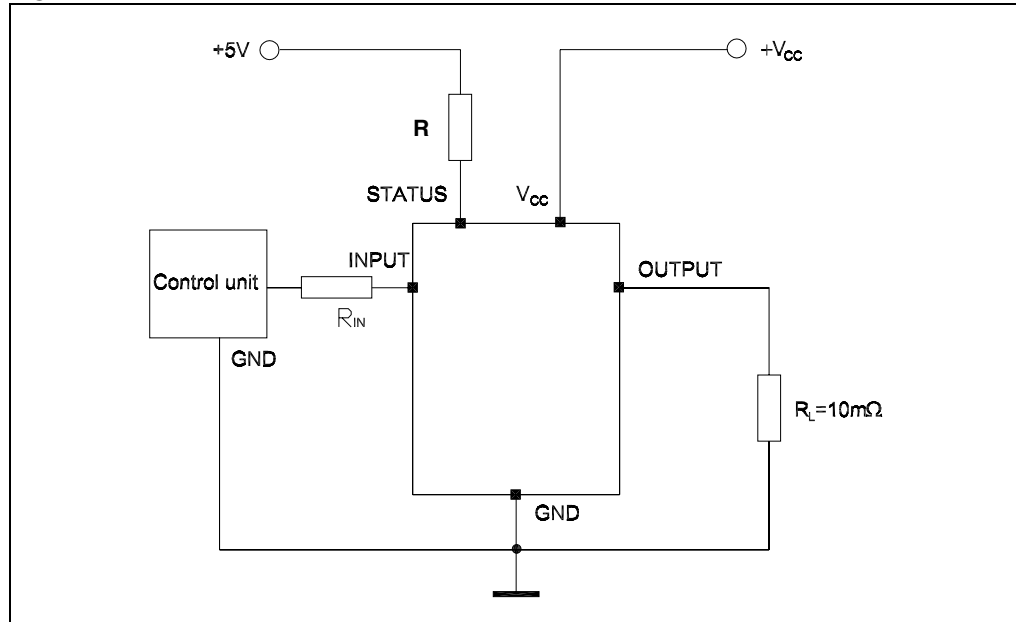 +5V
+VCC
R
STATUS
VCC
INPUT
OUTPUT
Control unit
RIN
GND
RL=10mΩ
GND